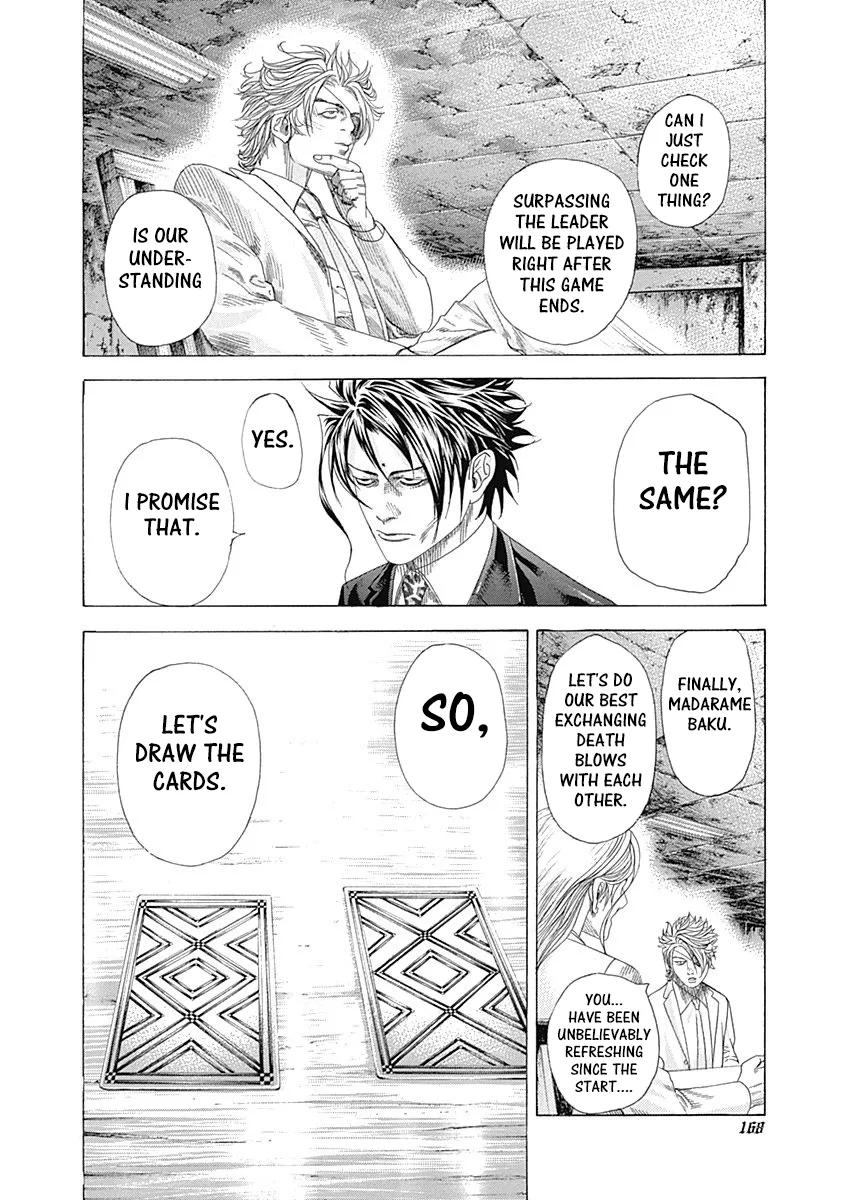 CAN I
JUST
CHECK
ONE
THING?
SURPASSING
THE LEADER
WILL BE PLAYED
RIGHT AFTER
THIS GAME
ENDS.
IS OUR
UNDER-
STANDING
THE
SAME?
YES.
I PROMISE
THAT.
FINALLY,
MADARAME
BAKU.
LET'S DO
OUR BEST
EXCHANGING
DEATH
BLOWS
WITH EACH
OTHER.
YOU...
HAVE BEEN
UNBELIEVABLY
REFRESHING
SINCE THE
START....
SO,
LET'S
DRAW THE
CARDS.
168